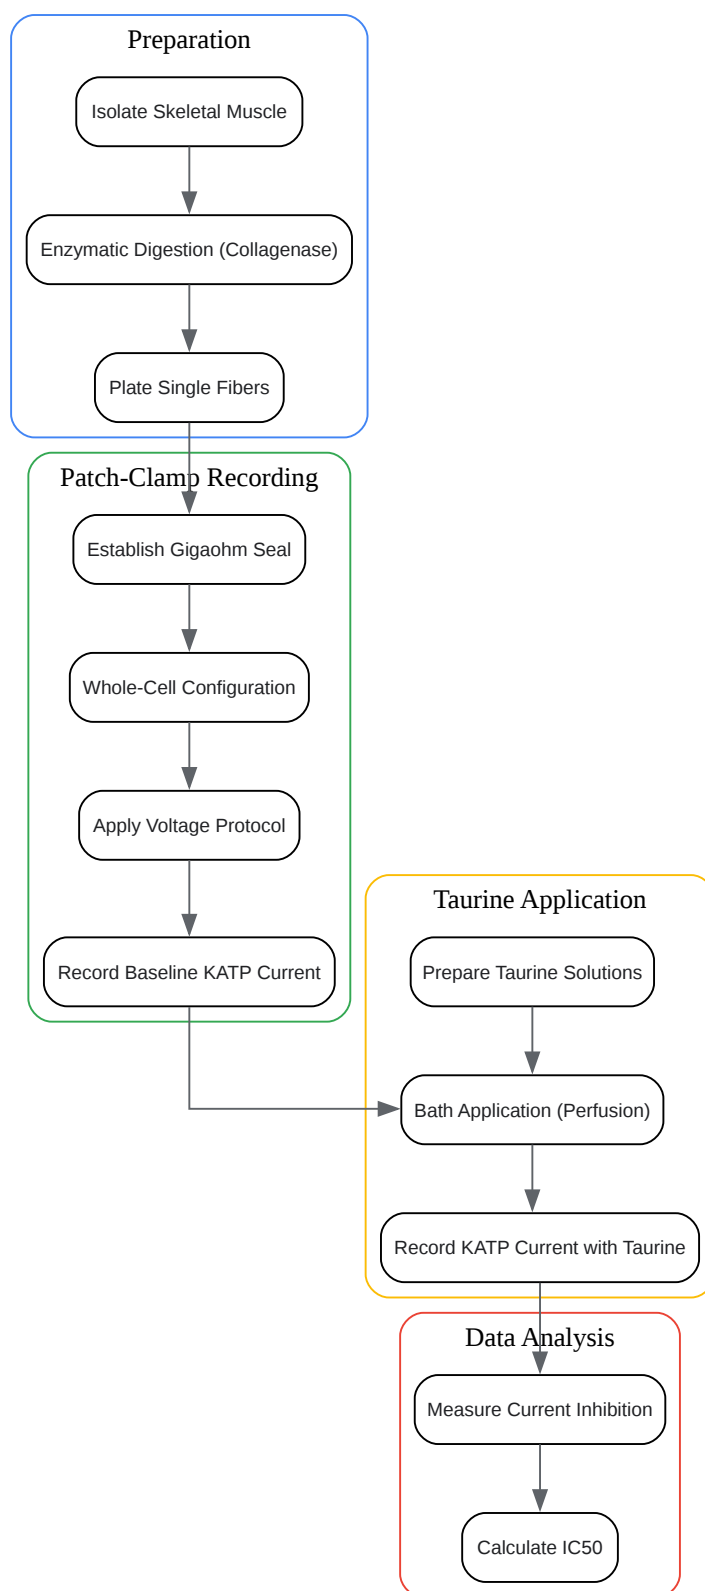 Preparation
Isolate Skeletal Muscle
Enzymatic Digestion (Collagenase)
Plate Single Fibers
Patch-Clamp Recording
Establish Gigaohm Seal
Whole-Cell Configuration
Apply Voltage Protocol
Record Baseline KATP Current
Taurine Application
Prepare Taurine Solutions
Bath Application (Perfusion)
Record KATP Current with Taurine
Data Analysis
Measure Current Inhibition
Calculate IC50